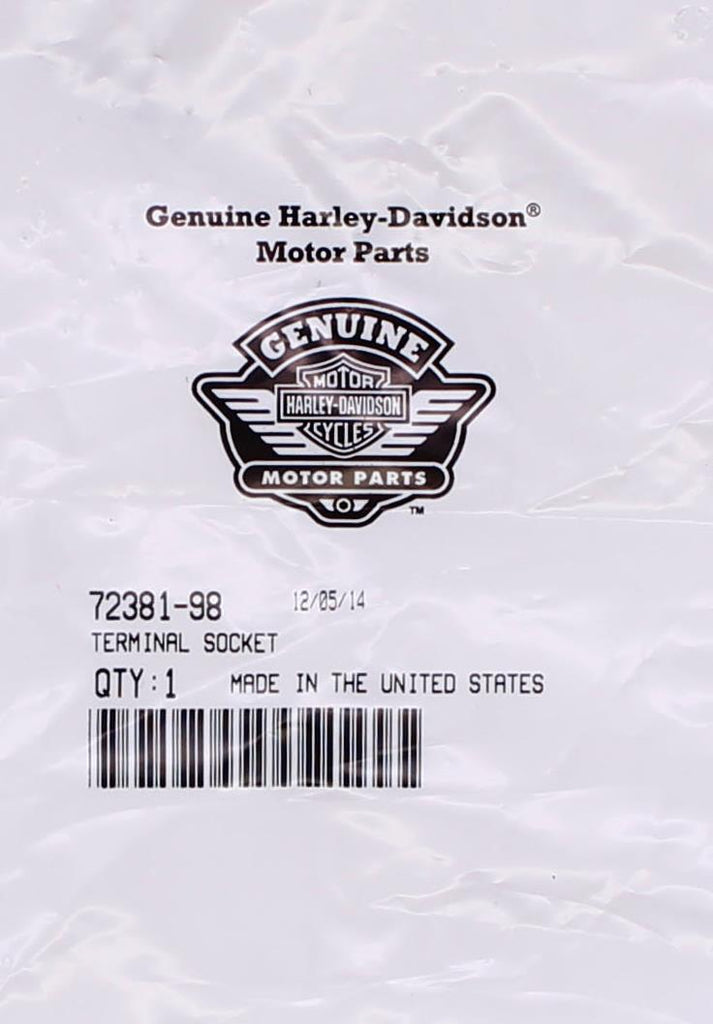 Genuine Harley-Davidson®
Motor Parts
GENUINE
MOTOR
HARLEY-DAVIDSON
CYCLES
MOTOR PARTS
™
72381-98 12/05/14
TERMINAL SOCKET
QTY:1 MADE IN THE UNITED STATES